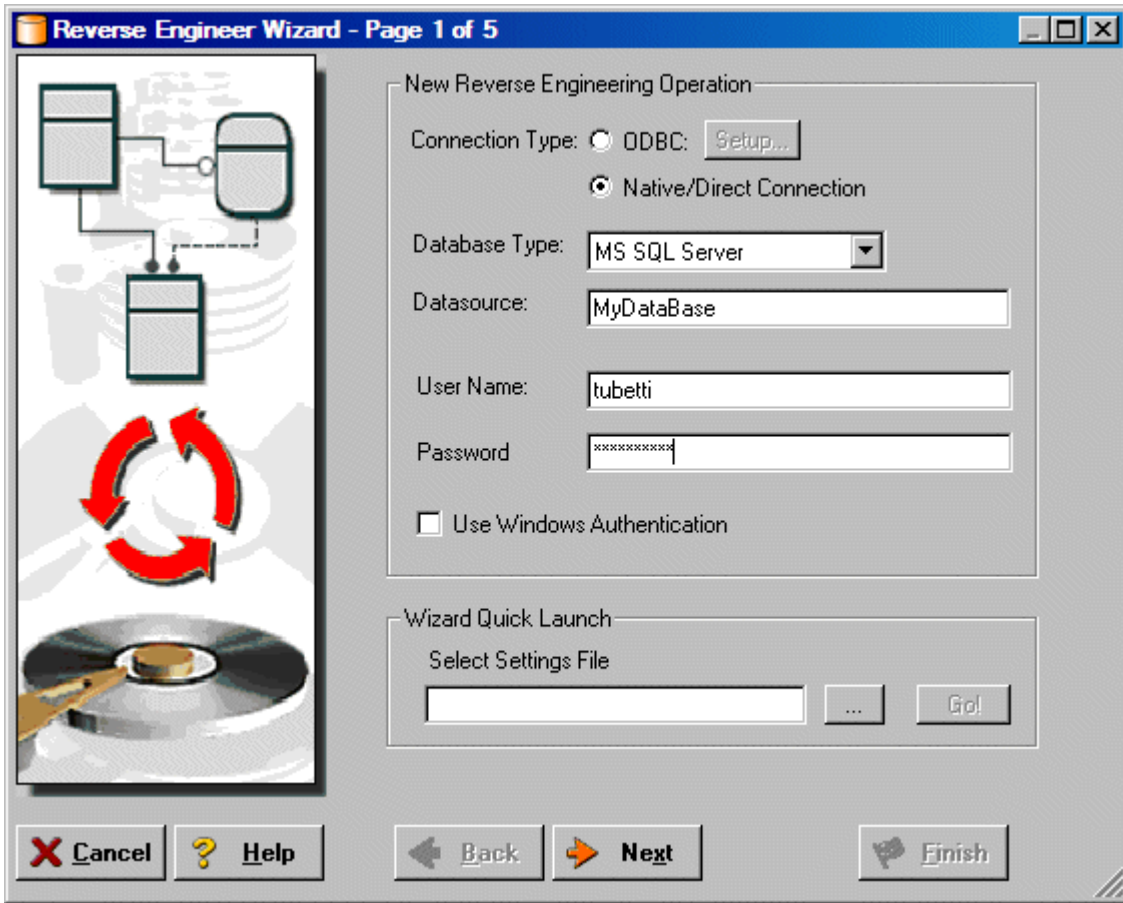 Reverse Engineer Wizard - Page 1 of 5
New Reverse Engineering Operation
Connection Type: ODBC: Setup...
Native/Direct Connection
Database Type: MS SQL Server
Datasource: MyDataBase
User Name: tubetti
Password **********
Use Windows Authentication
Wizard Quick Launch
Select Settings File
... Go!
Cancel Help Back Next Finish